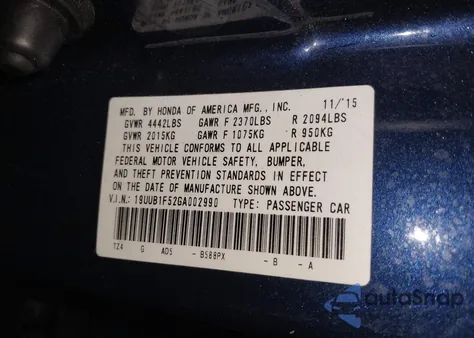 MFD. BY HONDA OF AMERICA MFG., INC. 11/15
GVWR 4442LBS GAWR F 2370LBS R 2094LBS
GVWR 2015KG GAWR F 1075KG R 950KG
THIS VEHICLE CONFORMS TO ALL APPLICABLE
FEDERAL MOTOR VEHICLE SAFETY, BUMPER,
AND THEFT PREVENTION STANDARDS IN EFFECT
ON THE DATE OF MANUFACTURE SHOWN ABOVE.
V.I.N.: 19UUB1F52GA002990 TYPE: PASSENGER CAR
TZ4 G AD5 - B588PX - B - A
autoSnap